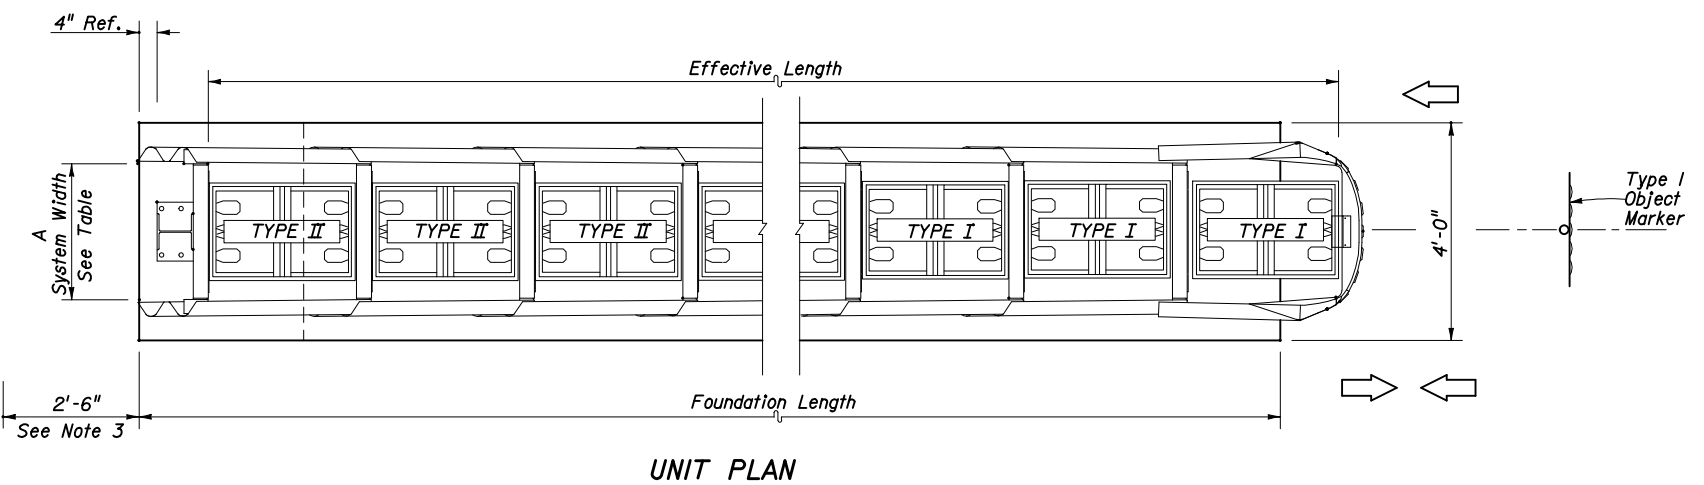 4" Ref.
Effective Length
A
System Width
See Table
TYPE II
TYPE II
TYPE II
TYPE I
TYPE I
TYPE I
4'-0"
Type I
Object
Marker
2'-6"
See Note 3
Foundation Length
UNIT PLAN